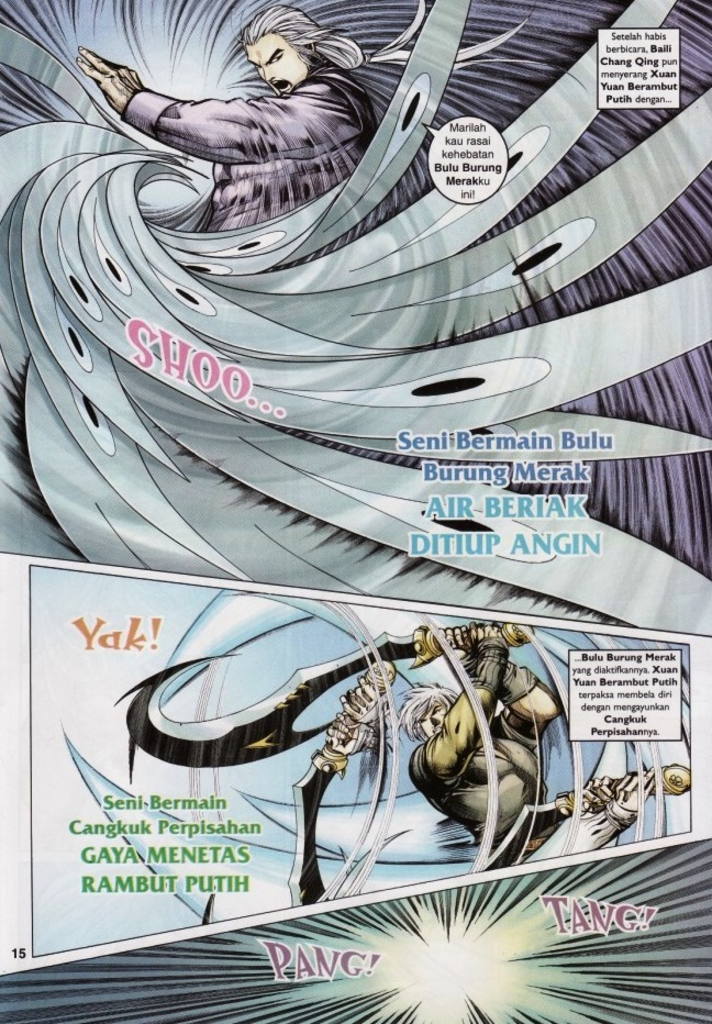 Setelah habis
berbicara, Baili
Chang Qing pun
menyerang Xuan
Yuan Berambut
Putih dengan...
Marilah
kau rasai
kehebatan
Bulu Burung
Merakku
ini!
SHOO...
Seni Bermain Bulu
Burung Merak
AIR BERIAK
DITIUP ANGIN
Yak!
...Bulu Burung Merak
yang diaktifkannya. Xuan
Yuan Berambut Putih
terpaksa membela diri
dengan mengayunkan
Cangkuk
Perpisahannya.
Seni Bermain
Cangkuk Perpisahan
GAYA MENETAS
RAMBUT PUTIH
TANG!
PANG!
15